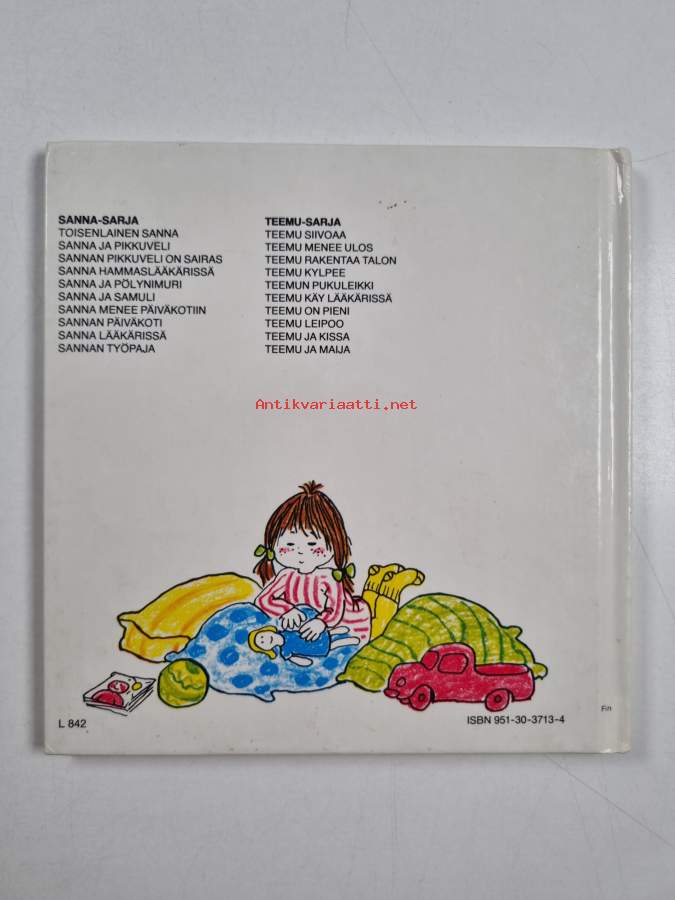 SANNA-SARJA
TOISENLAINEN SANNA
SANNA JA PIKKUVELI
SANNAN PIKKUVELI ON SAIRAS
SANNA HAMMASLÄÄKÄRISSÄ
SANNA JA PÖLYNIMURI
SANNA JA SAMULI
SANNA MENEE PÄIVÄKOTIIN
SANNAN PÄIVÄKOTI
SANNA LÄÄKÄRISSÄ
SANNAN TYÖPAJA
TEEMU-SARJA
TEEMU SIIVOAA
TEEMU MENEE ULOS
TEEMU RAKENTAA TALON
TEEMU KYLPEE
TEEMUN PUKULEIKKI
TEEMU KÄY LÄÄKÄRISSÄ
TEEMU ON PIENI
TEEMU LEIPOO
TEEMU JA KISSA
TEEMU JA MAIJA
Antikvariaatti.net
L 842
ISBN 951-30-3713-4
Fin